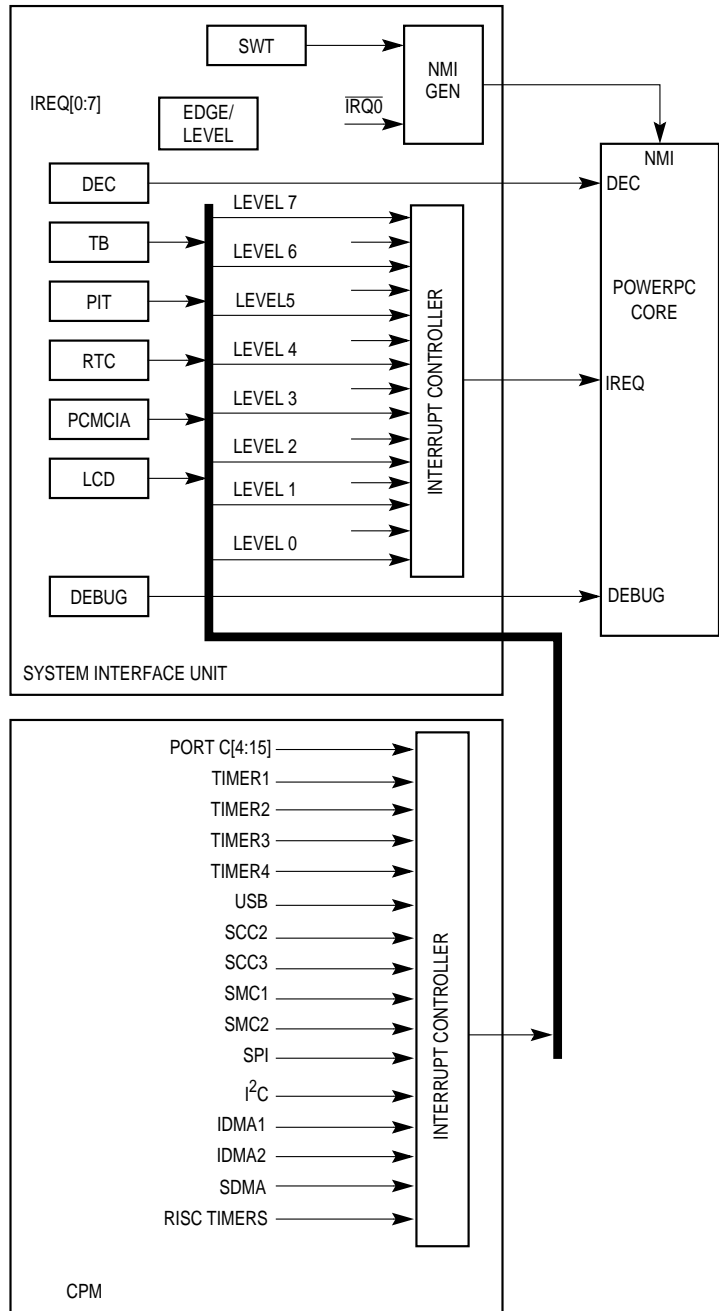 SWT
NMI
GEN
IREQ[0:7]
EDGE/
LEVEL
IRQ0
NMI
DEC
DEC
LEVEL 7
TB
LEVEL 6
PIT
LEVEL5
POWERPC
CORE
RTC
LEVEL 4
INTERRUPT CONTROLLER
IREQ
PCMCIA
LEVEL 3
LCD
LEVEL 2
LEVEL 1
LEVEL 0
DEBUG
DEBUG
SYSTEM INTERFACE UNIT
PORT C[4:15]
TIMER1
TIMER2
TIMER3
TIMER4
USB
SCC2
SCC3
SMC1
SMC2
SPI
I²C
IDMA1
IDMA2
SDMA
RISC TIMERS
INTERRUPT CONTROLLER
CPM